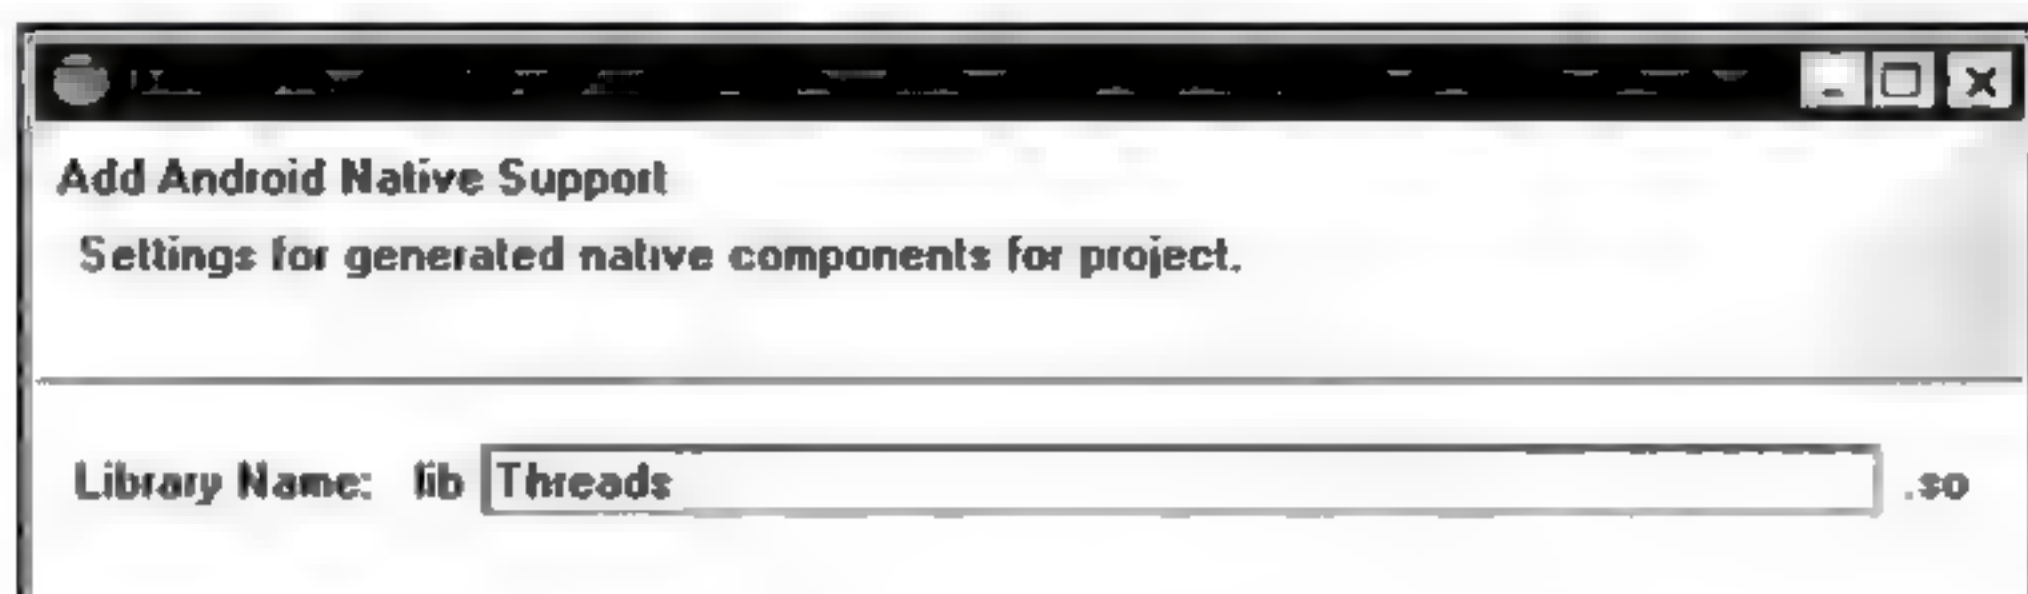 Add Android Native Support
Settings for generated native components for project.
Library Name: lib Threads .so